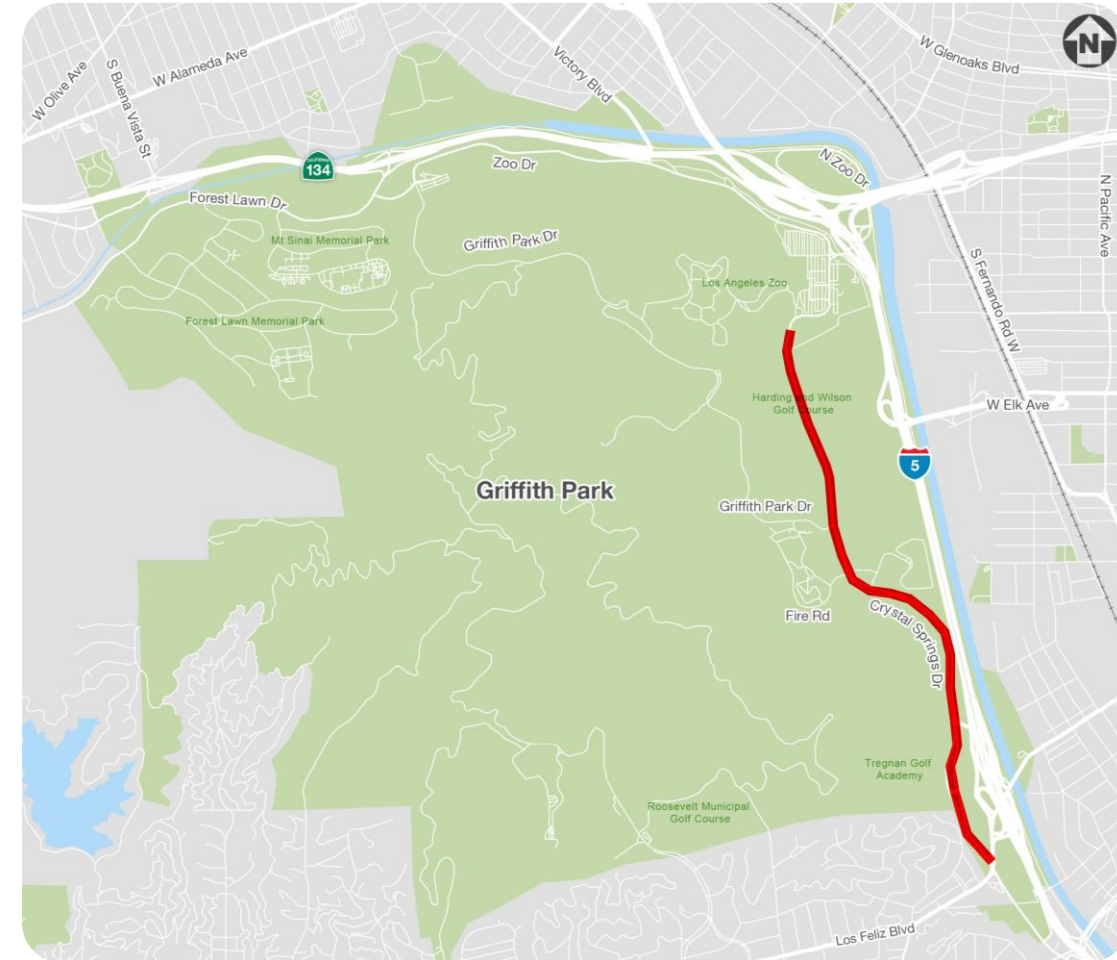 N
W Glenoaks Blvd
W Olive Ave
W Alameda Ave
S Buena Vista St
Victory Blvd
CALIFORNIA
134
Zoo Dr
N Zoo Dr
N Pacific Ave
Forest Lawn Dr
Mt Sinai Memorial Park
Griffith Park Dr
S Fernando Rd W
Los Angeles Zoo
Forest Lawn Memorial Park
Harding and Wilson
Golf Course
W Elk Ave
5
Griffith Park
Griffith Park Dr
Fire Rd
Crystal Springs Dr
Tregnan Golf
Academy
Roosevelt Municipal
Golf Course
Los Feliz Blvd